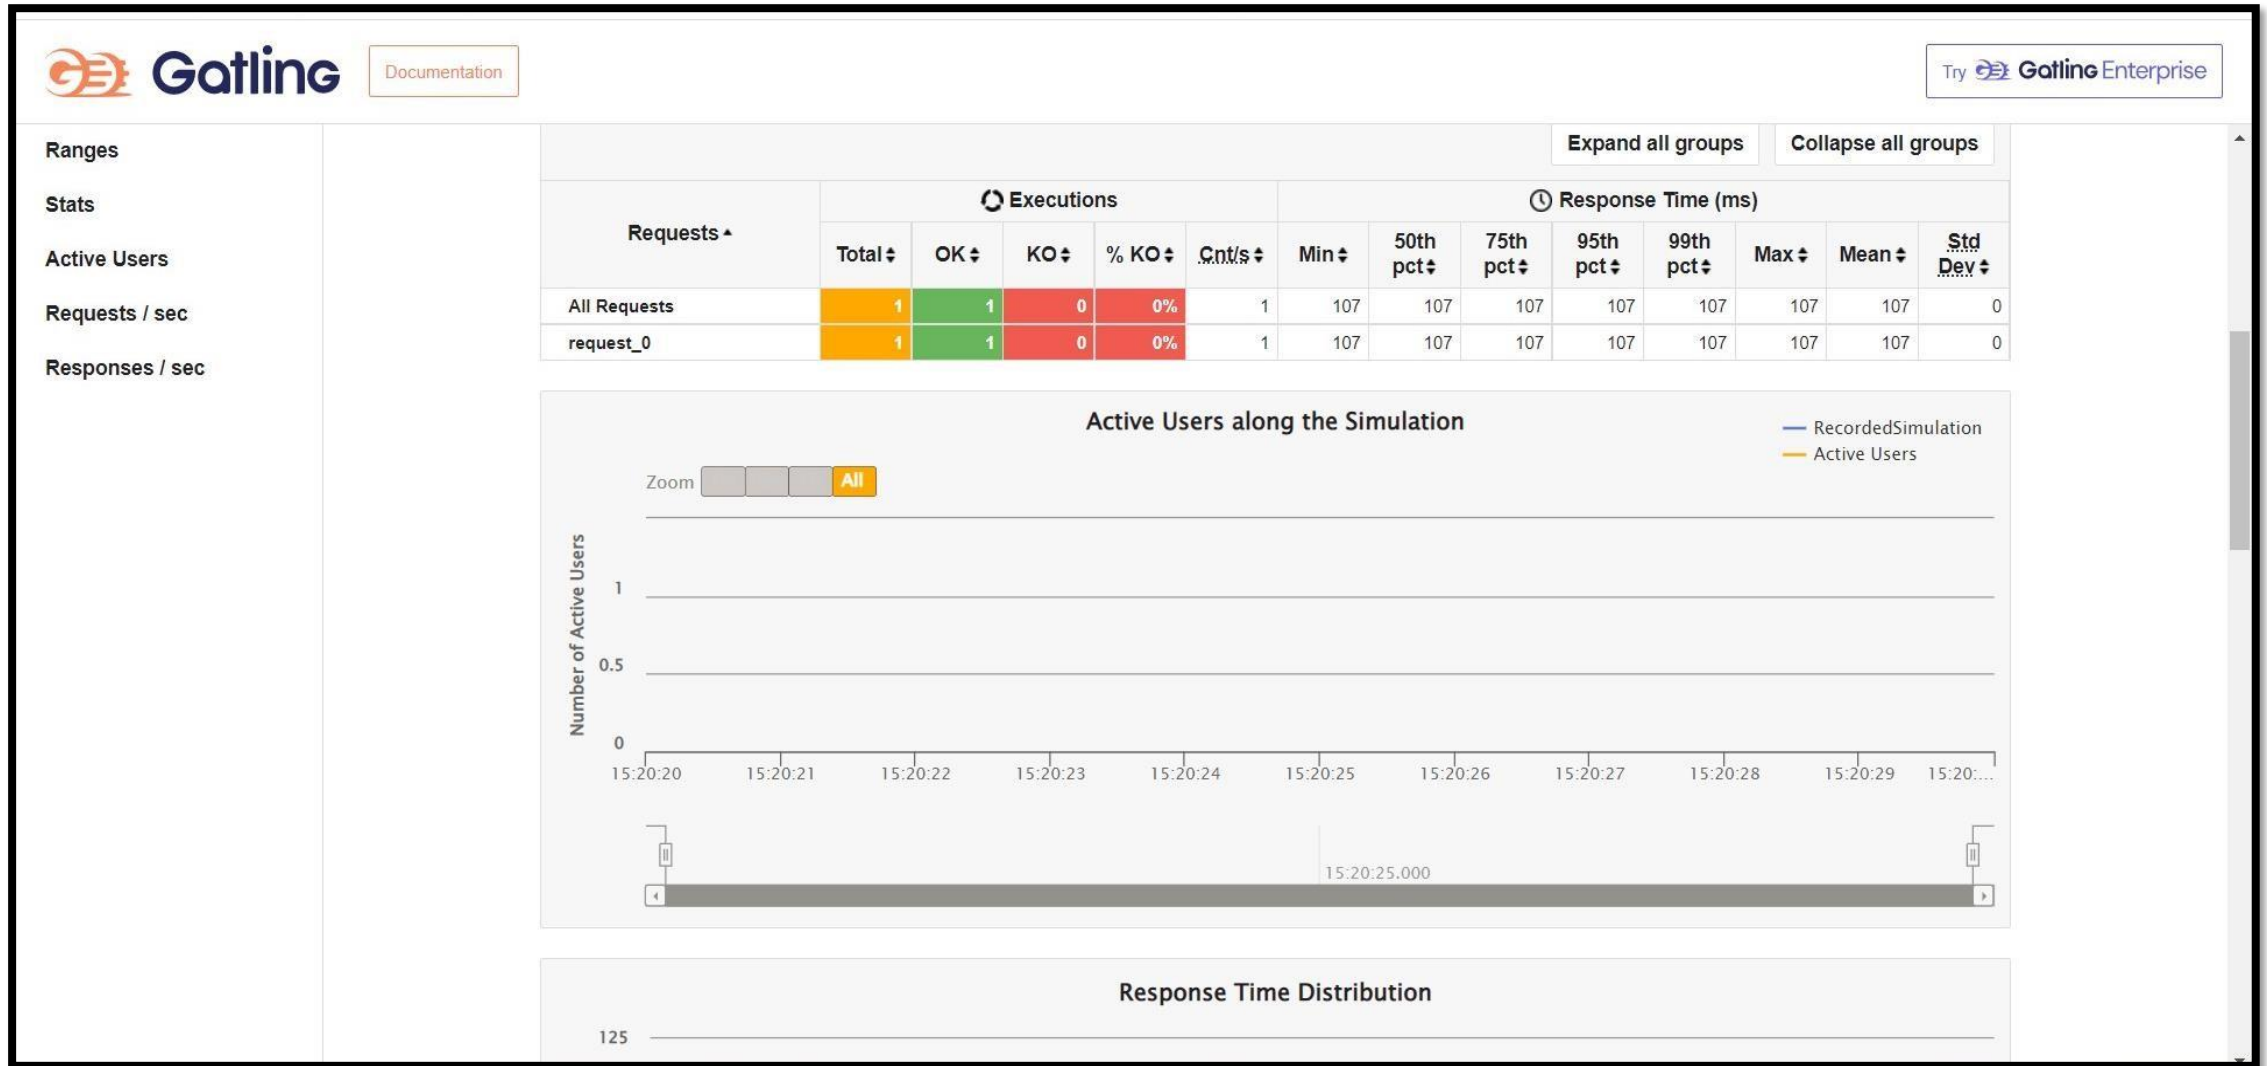 Gatling Documentation Try Gatling Enterprise
Ranges
Stats
Active Users
Requests / sec
Responses / sec
Expand all groups Collapse all groups
Requests Executions Response Time (ms)
Total OK KO % KO Cnt/s Min 50th pct 75th pct 95th pct 99th pct Max Mean Std Dev
All Requests 1 1 0 0% 1 107 107 107 107 107 107 107 0
request_0 1 1 0 0% 1 107 107 107 107 107 107 107 0
Active Users along the Simulation
RecordedSimulation
Active Users
Zoom All
Number of Active Users
1
0.5
0
15:20:20 15:20:21 15:20:22 15:20:23 15:20:24 15:20:25 15:20:26 15:20:27 15:20:28 15:20:29 15:20:...
15:20:25.000
Response Time Distribution
125